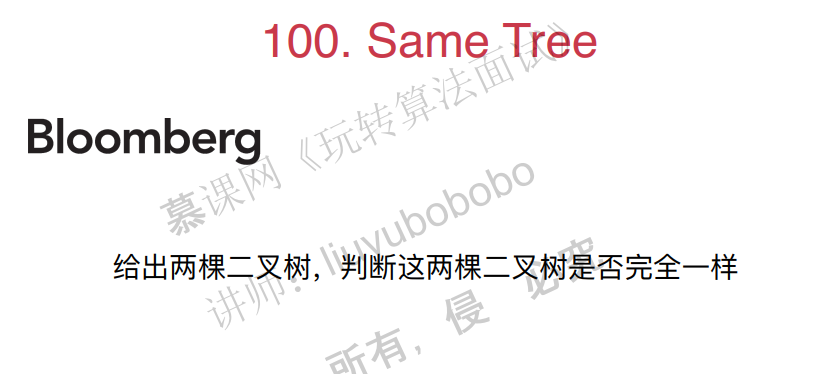 100. Same Tree
Bloomberg
给出两棵二叉树，判断这两棵二叉树是否完全一样
慕课网《玩转算法面试》
讲师：liuyubobobo
所有，侵 必究